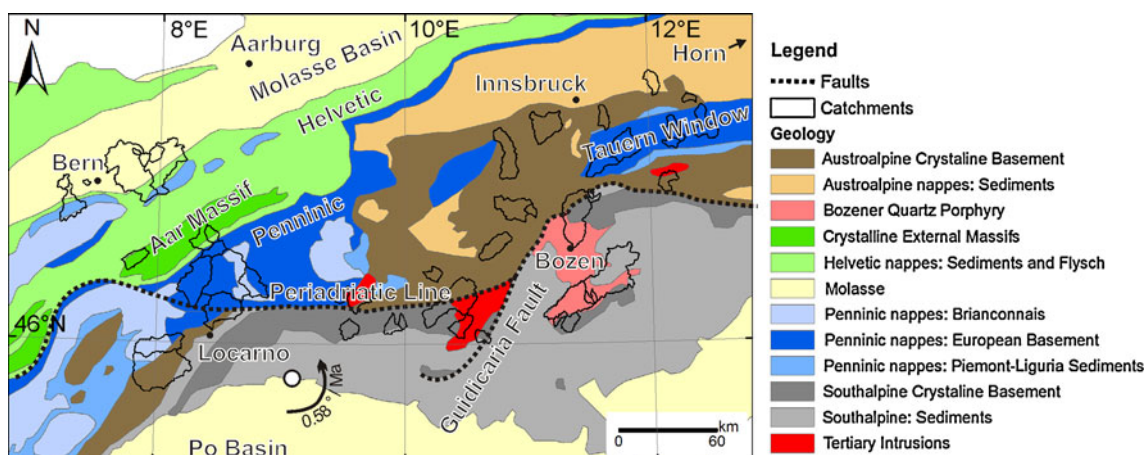 N
8°E
10°E
12°E
Aarburg
Horn
Molasse Basin
Innsbruck
Helvetic
Tauern Window
Bern
Aar Massif
Penninic
Bozen
Periadriatic Line
46°N
Locarno
Guidicaria Fault
0.58°/Ma
km
0 60
Po Basin
Legend
Faults
Catchments
Geology
Austroalpine Crystaline Basement
Austroalpine nappes: Sediments
Bozener Quartz Porphyry
Crystalline External Massifs
Helvetic nappes: Sediments and Flysch
Molasse
Penninic nappes: Brianconnais
Penninic nappes: European Basement
Penninic nappes: Piemont-Liguria Sediments
Southalpine Crystaline Basement
Southalpine: Sediments
Tertiary Intrusions